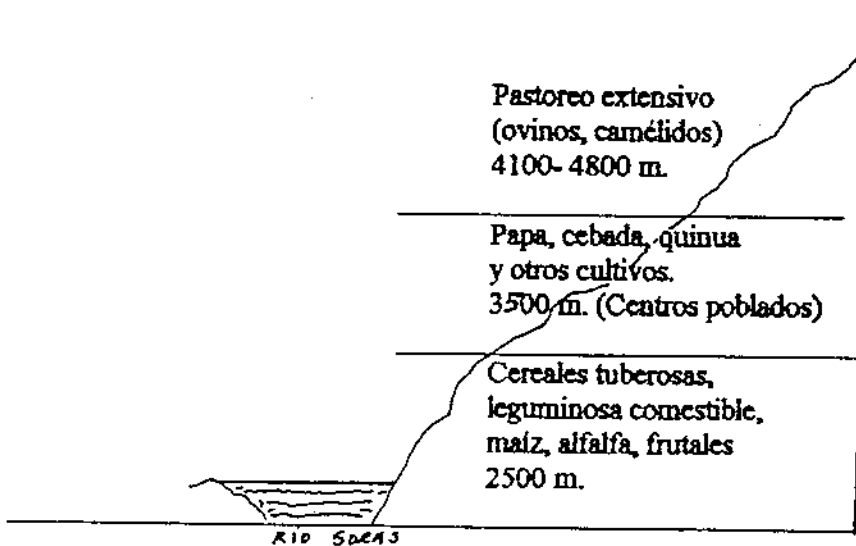 Pastoreo extensivo
(ovinos, camélidos)
4100- 4800 m.
Papa, cebada, quinua
y otros cultivos.
3500 m. (Centros poblados)
Cereales tuberosas,
leguminosa comestible,
maíz, alfalfa, frutales
2500 m.
RIO SORAS